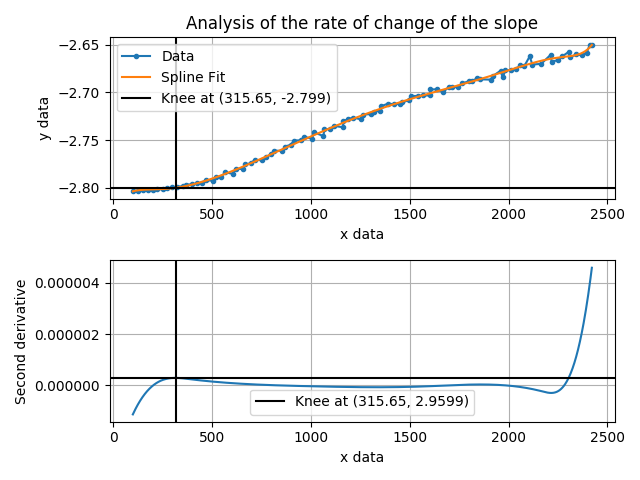 Analysis of the rate of change of the slope
−2.65
−2.70
−2.75
−2.80
y data
Data
Spline Fit
Knee at (315.65, -2.799)
0
500
1000
1500
2000
2500
x data
0.000004
0.000002
0.000000
Second derivative
Knee at (315.65, 2.9599)
0
500
1000
1500
2000
2500
x data